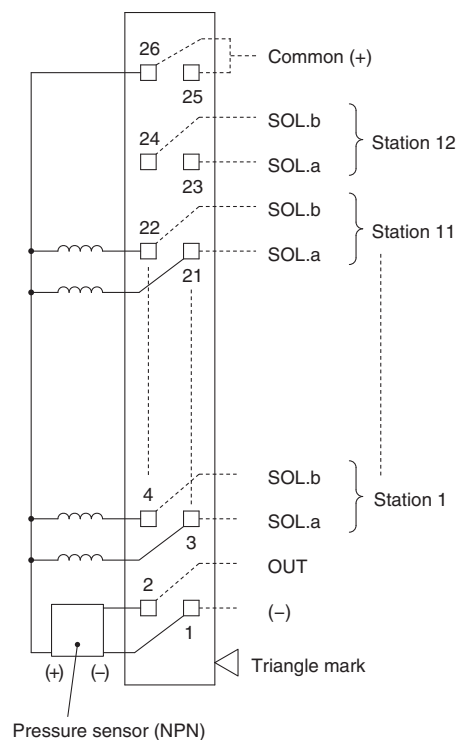 26
Common (+)
25
24
SOL.b
SOL.a
Station 12
23
22
SOL.b
SOL.a
Station 11
21
4
SOL.b
SOL.a
Station 1
3
2
OUT
(−)
1
(+) (−)
Triangle mark
Pressure sensor (NPN)